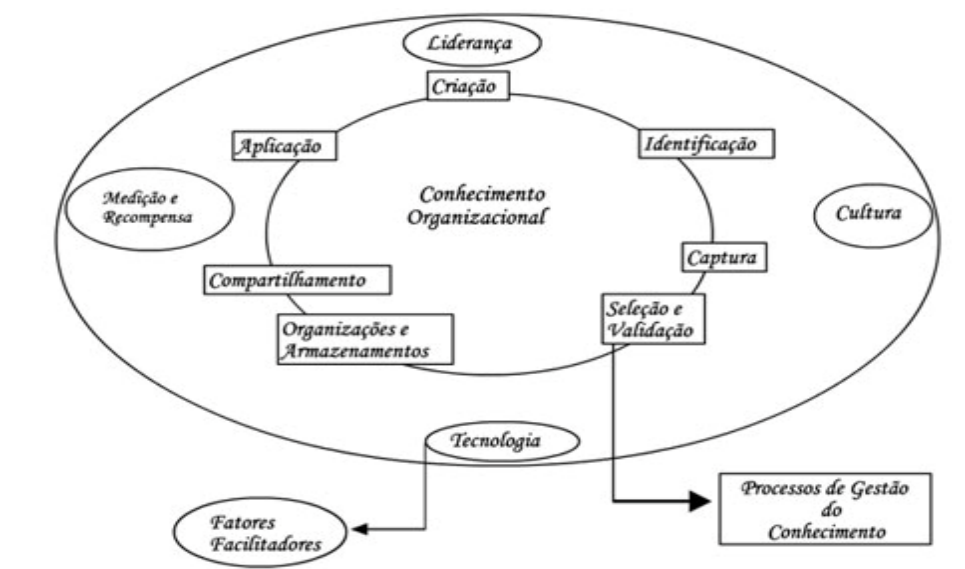 Liderança
Criação
Aplicação
Identificação
Medição e
Recompensa
Conhecimento
Organizacional
Cultura
Captura
Compartilhamento
Seleção e
Validação
Organizações e
Armazenamentos
Tecnologia
Processos de Gestão
do
Conhecimento
Fatores
Facilitadores